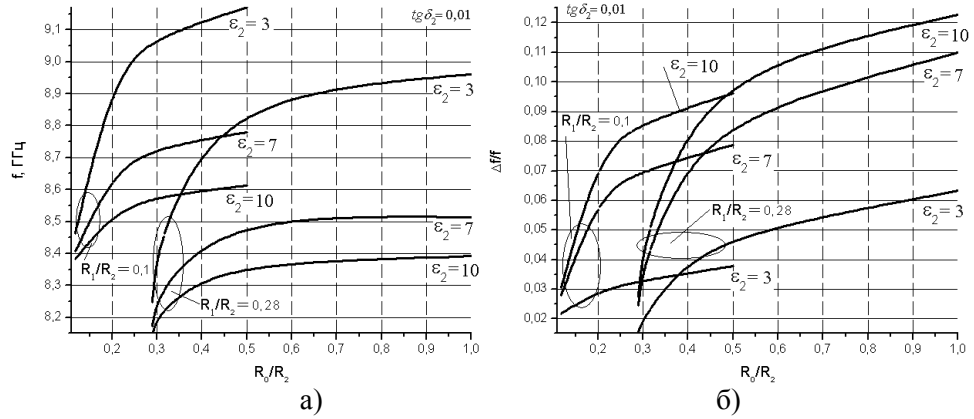 tgδ₂= 0,01
f, ГГц
9,1
9,0
8,9
8,8
8,7
8,6
8,5
8,4
8,3
8,2
ε₂= 3
ε₂= 3
ε₂= 7
ε₂= 10
ε₂= 7
ε₂= 10
R₁/R₂= 0,1
R₁/R₂= 0,28
0,2 0,3 0,4 0,5 0,6 0,7 0,8 0,9 1,0
R₀/R₂
а)
tgδ₂= 0,01
Δf/f
0,12
0,11
0,10
0,09
0,08
0,07
0,06
0,05
0,04
0,03
0,02
ε₂= 10
ε₂= 10
ε₂= 7
R₁/R₂= 0,1
ε₂= 7
R₁/R₂= 0,28
ε₂= 3
ε₂= 3
0,2 0,3 0,4 0,5 0,6 0,7 0,8 0,9 1,0
R₀/R₂
б)